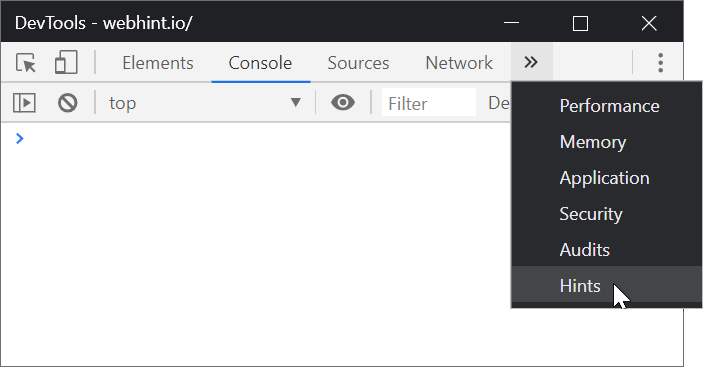 DevTools - webhint.io/
Elements Console Sources Network »
top Filter De
Performance
Memory
Application
Security
Audits
Hints